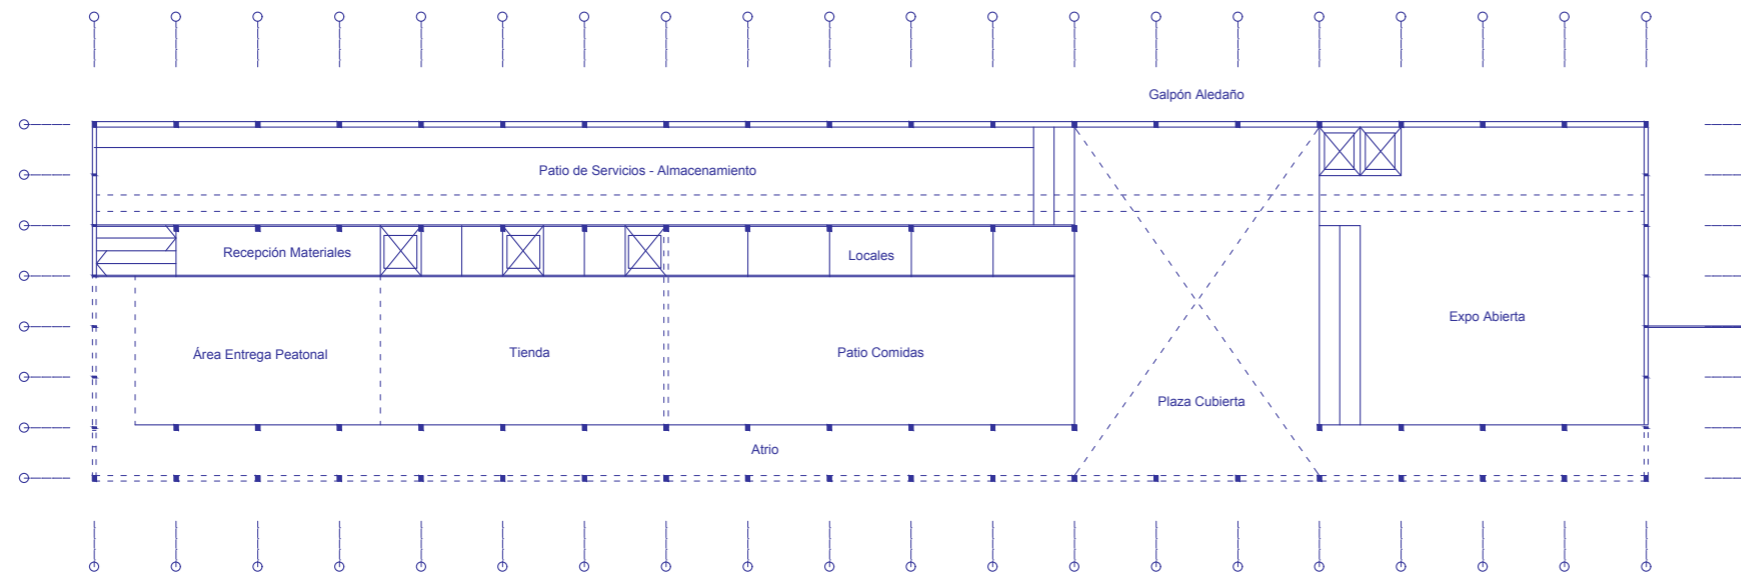 Galpón Aledaño
Patio de Servicios - Almacenamiento
Recepción Materiales
Locales
Expo Abierta
Área Entrega Peatonal
Tienda
Patio Comidas
Plaza Cubierta
Atrio